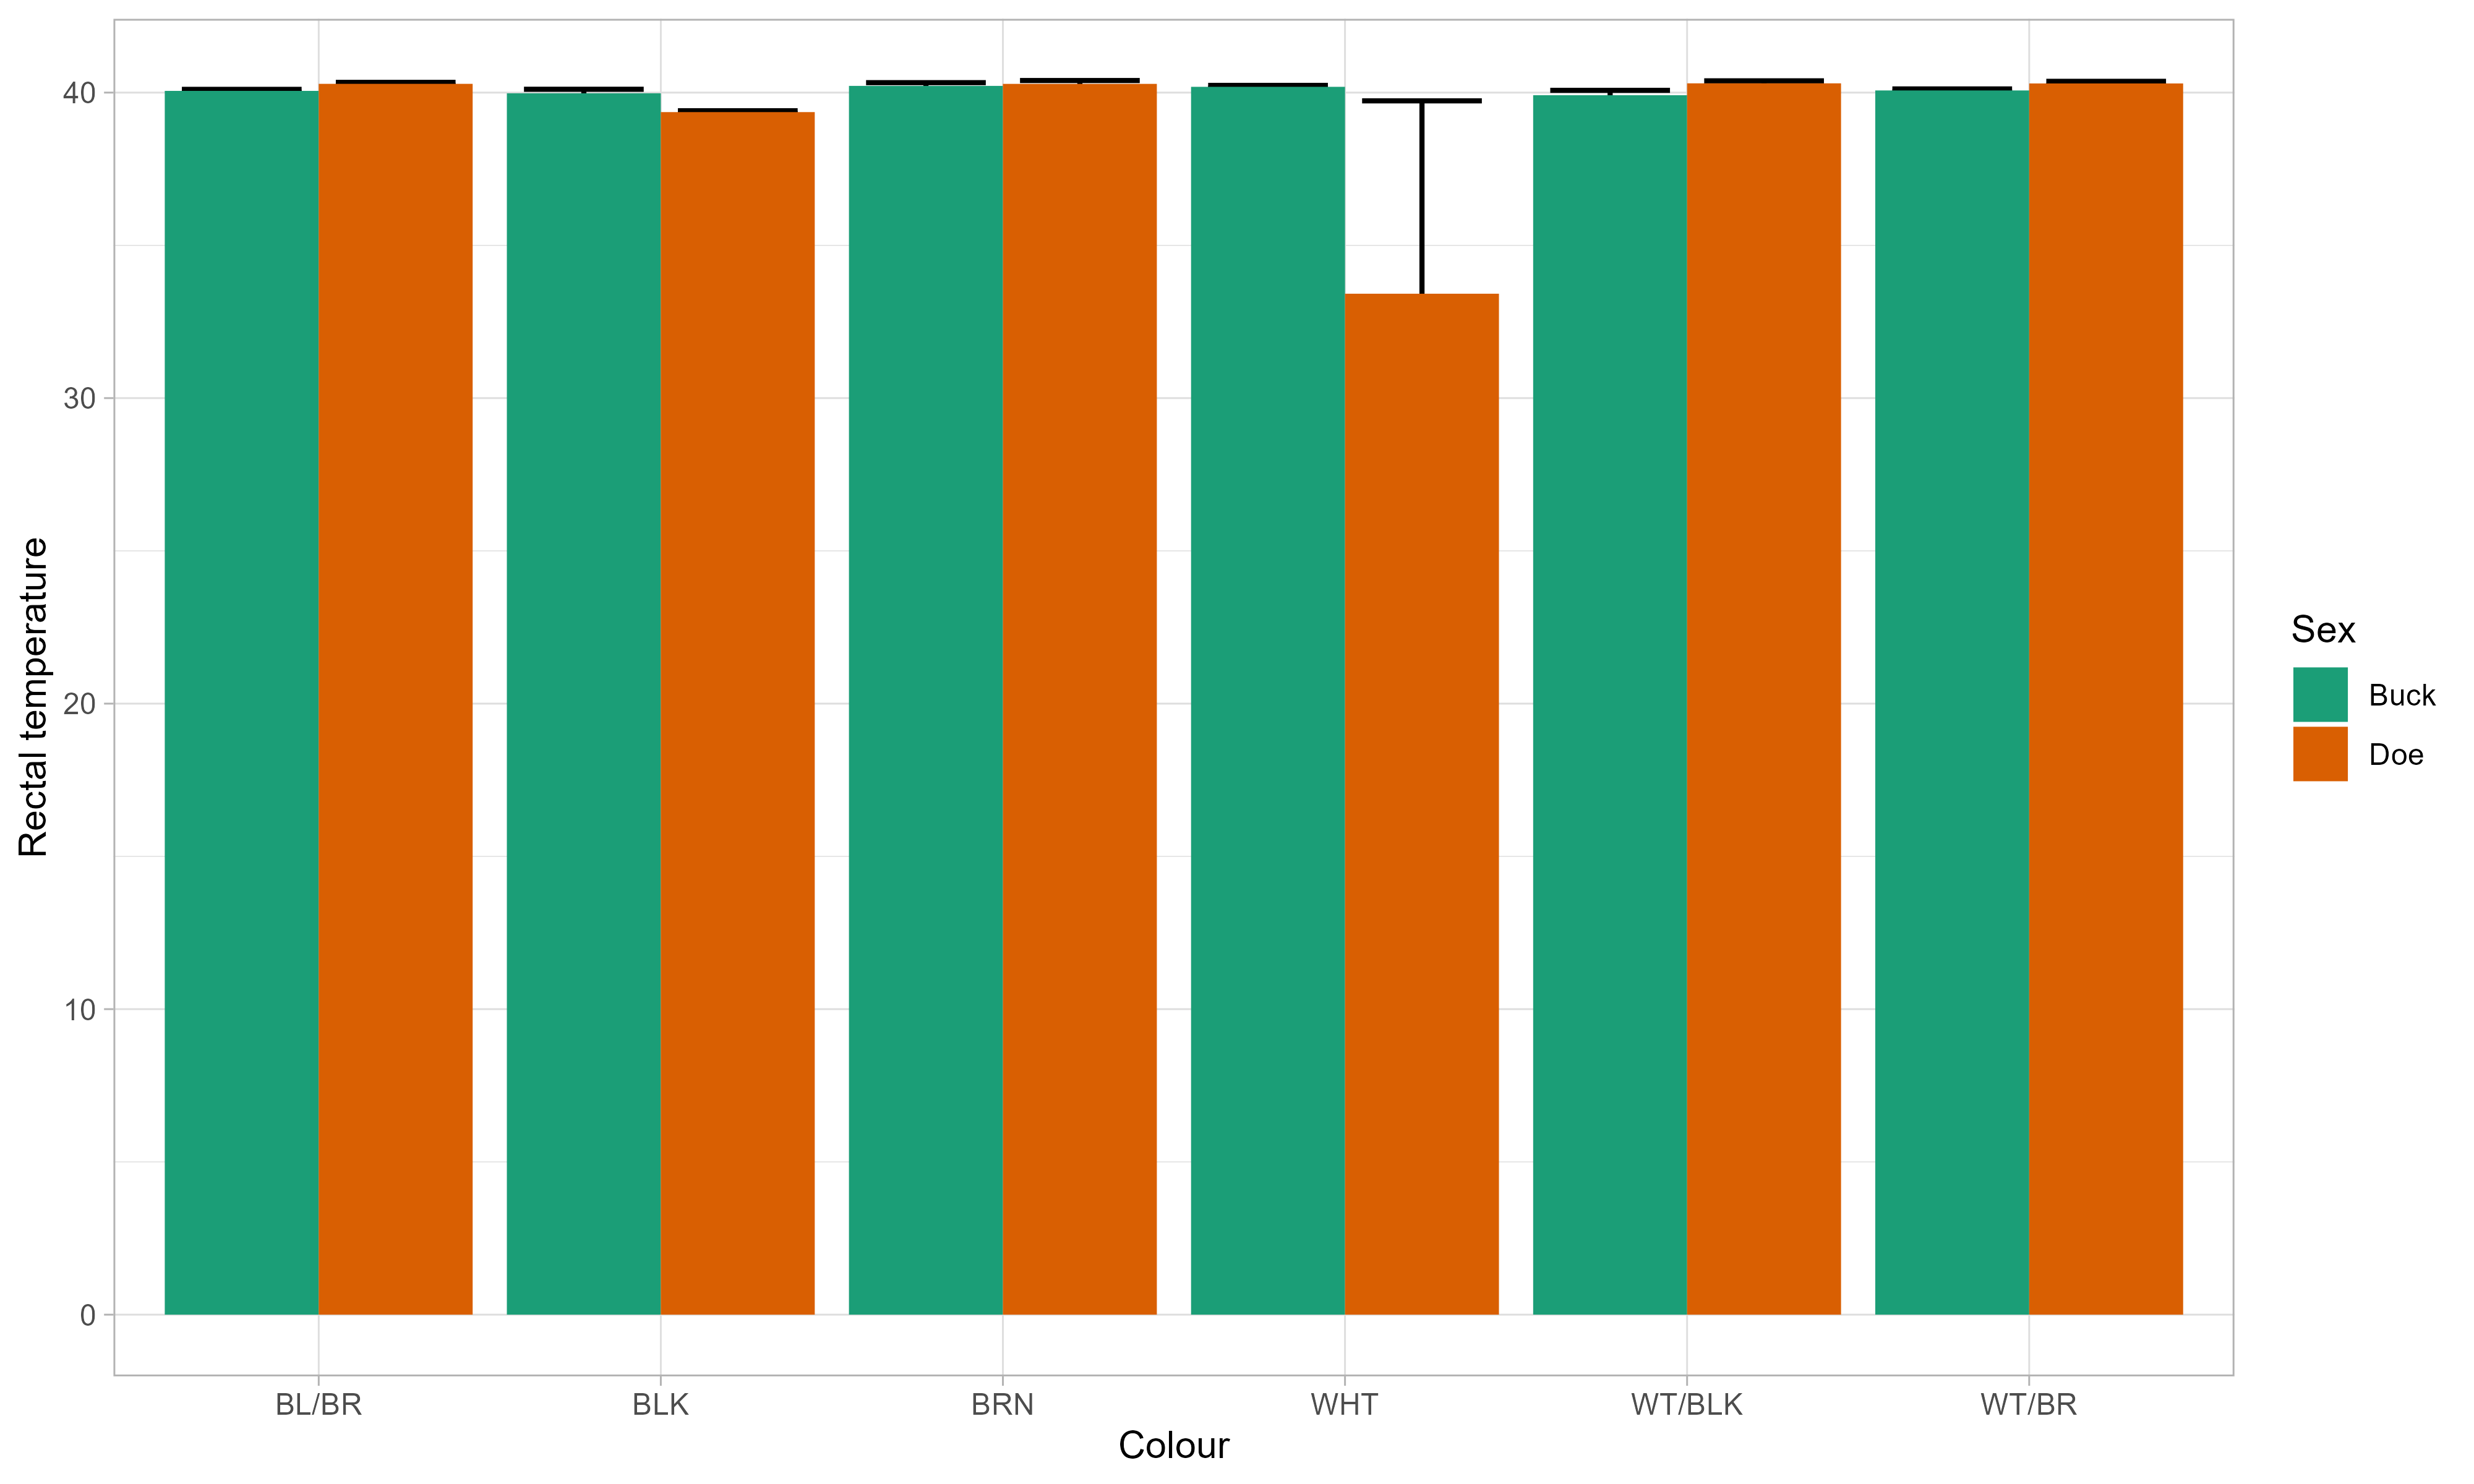 Rectal temperature
40
30
20
10
0
BL/BR BLK BRN WHT WT/BLK WT/BR
Colour
Sex
Buck
Doe